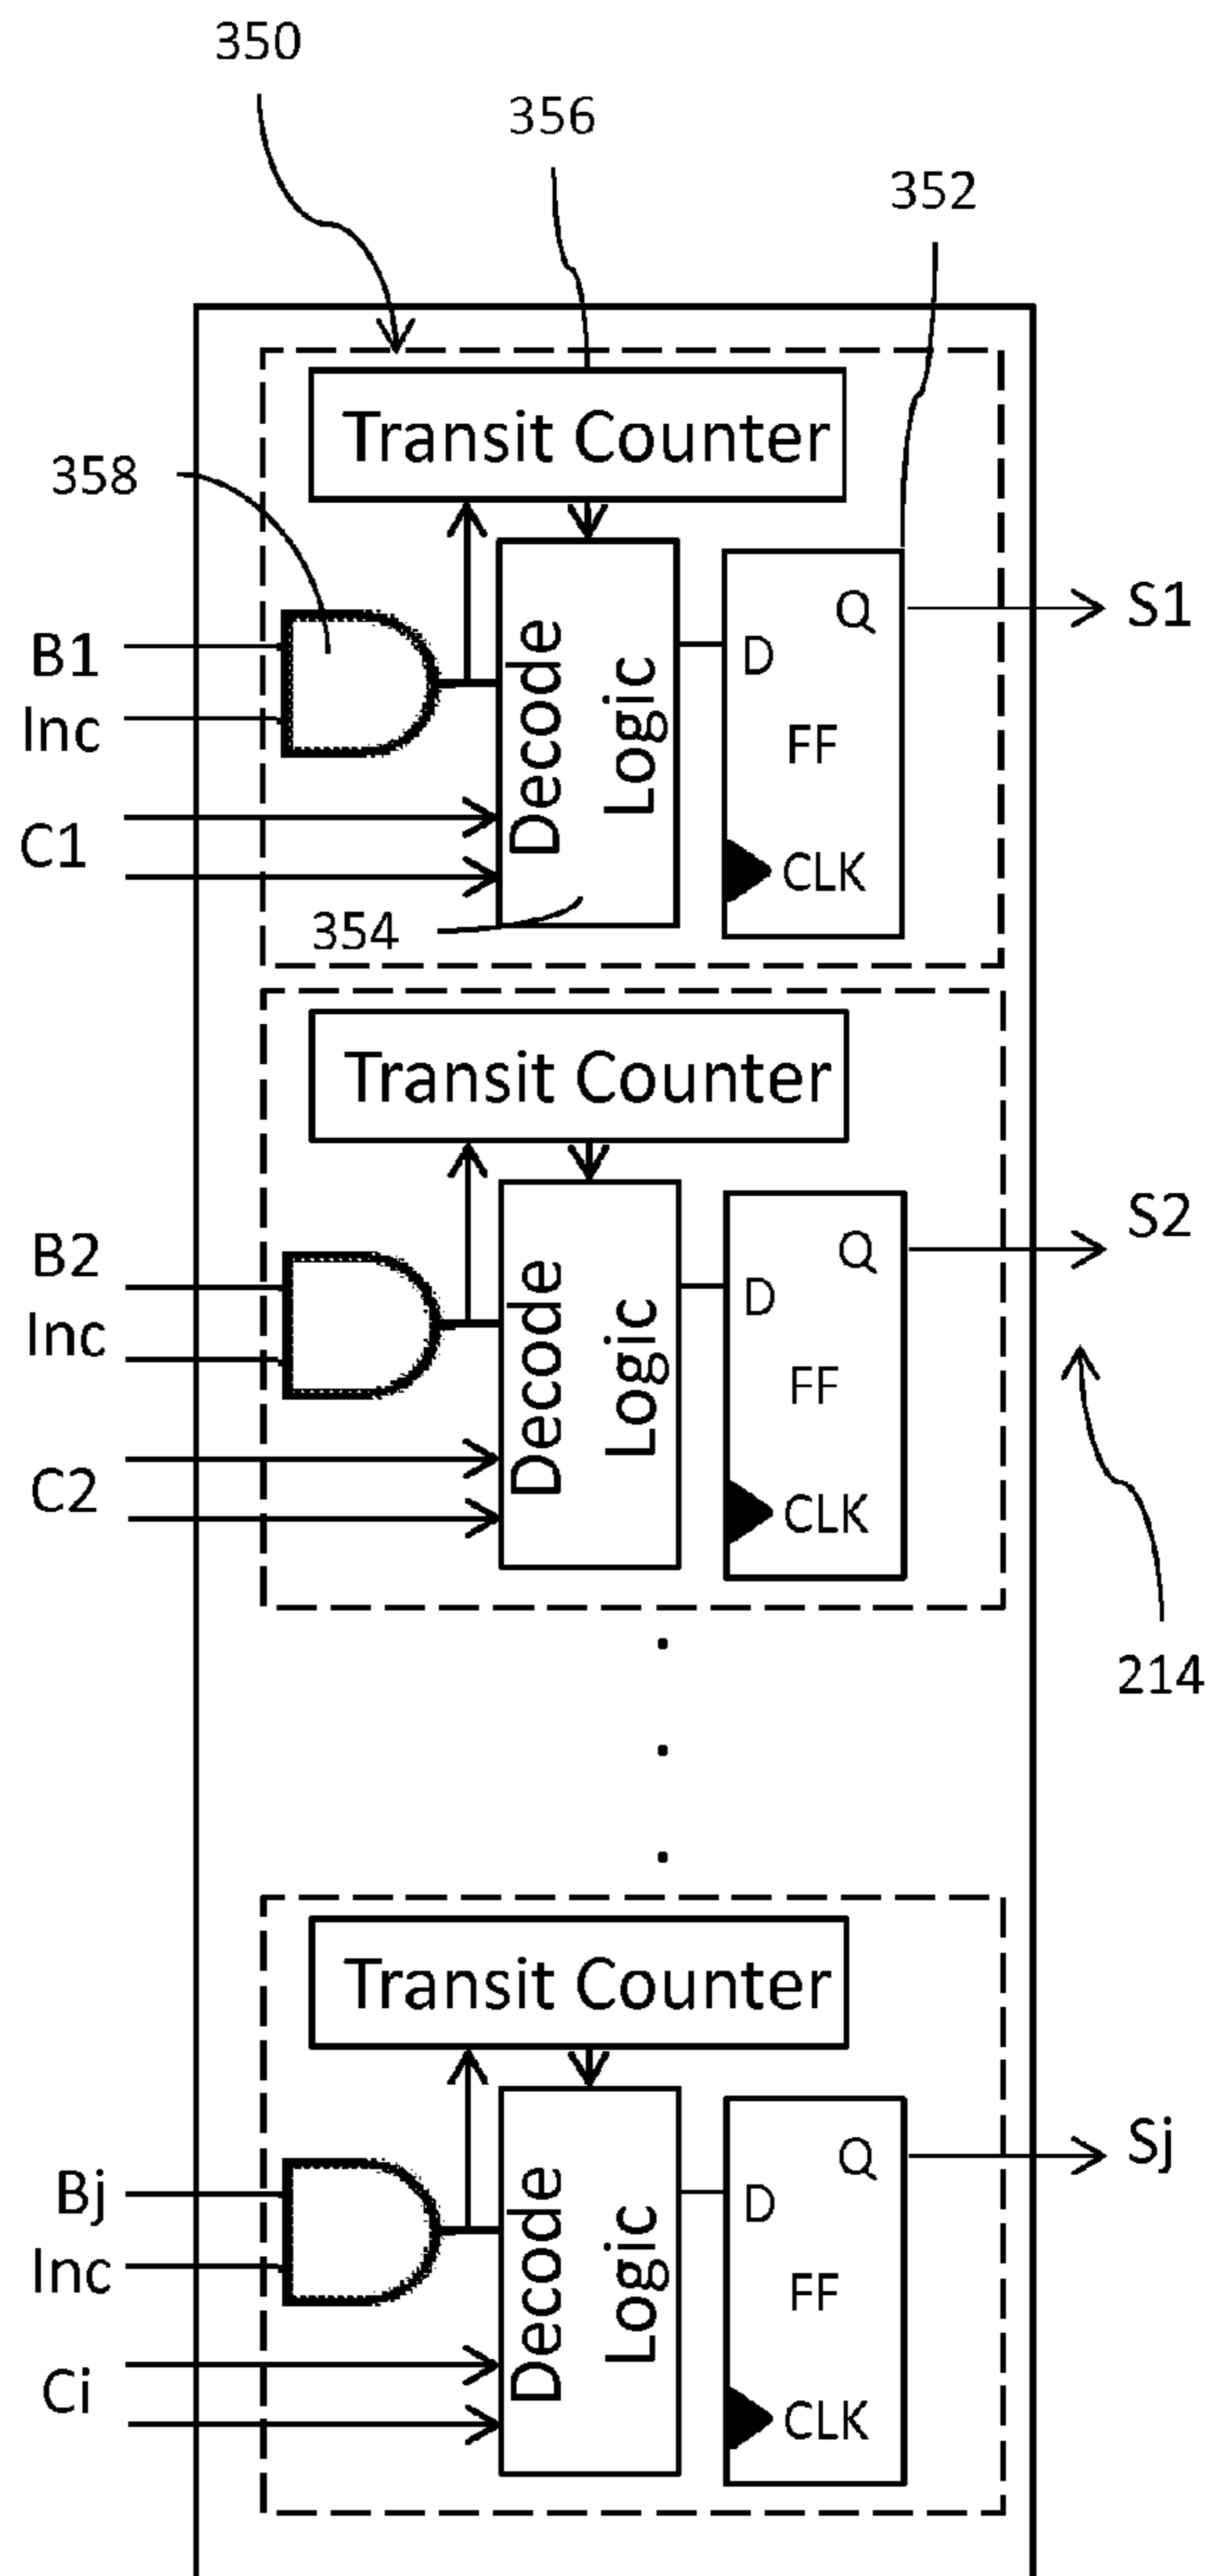 350
356
352
Transit Counter
358
B1
Inc
C1
Decode
Logic
354
D
Q
FF
CLK
S1
Transit Counter
B2
Inc
C2
Decode
Logic
D
Q
FF
CLK
S2
214
.
.
.
Transit Counter
Bj
Inc
Ci
Decode
Logic
D
Q
FF
CLK
Sj